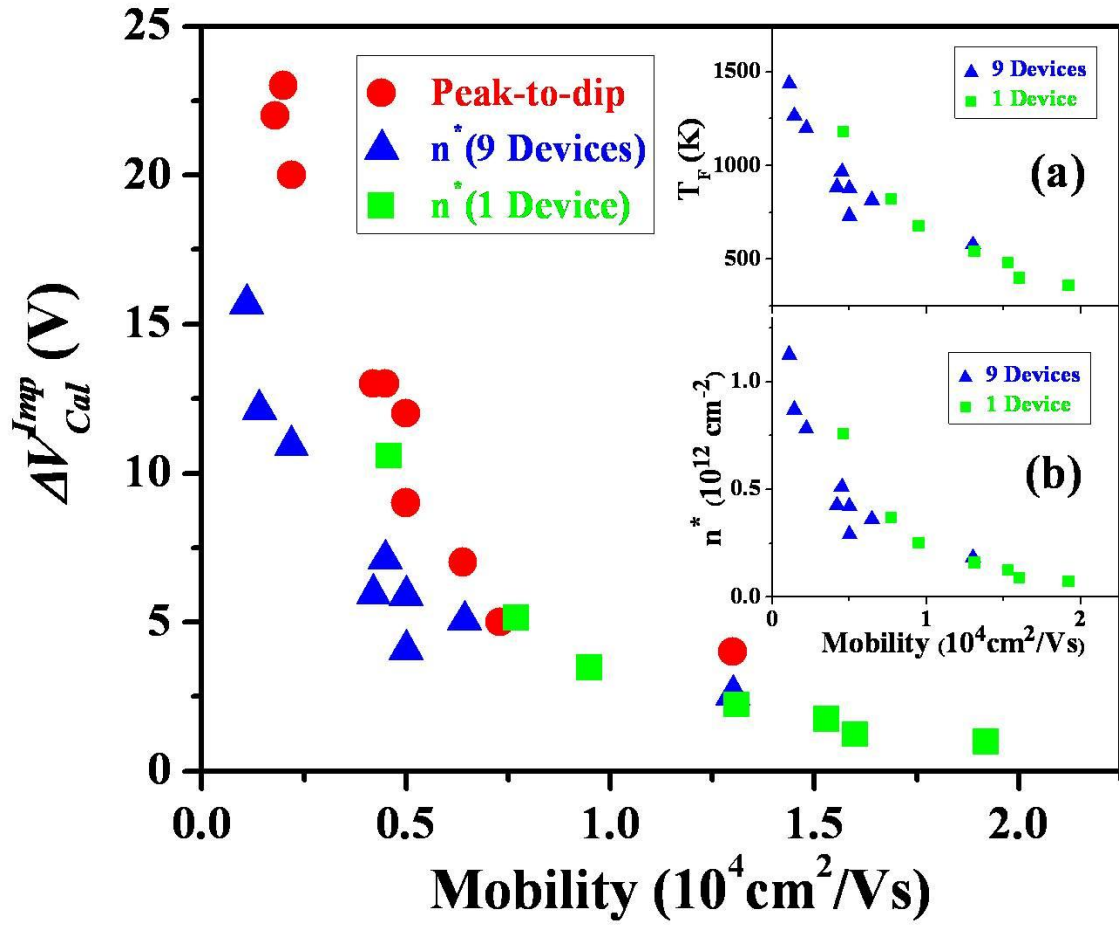 25
20
15
10
5
0
ΔV^{Imp}_{Cal} (V)
Peak-to-dip
n^* (9 Devices)
n^* (1 Device)
0.0 0.5 1.0 1.5 2.0
Mobility (10^4cm^2/Vs)
1500
1000
500
T_F (K)
9 Devices
1 Device
(a)
1.0
0.5
0.0
n* (10^{12} cm^{-2})
9 Devices
1 Device
(b)
0 1 2
Mobility (10^4cm^2/Vs)